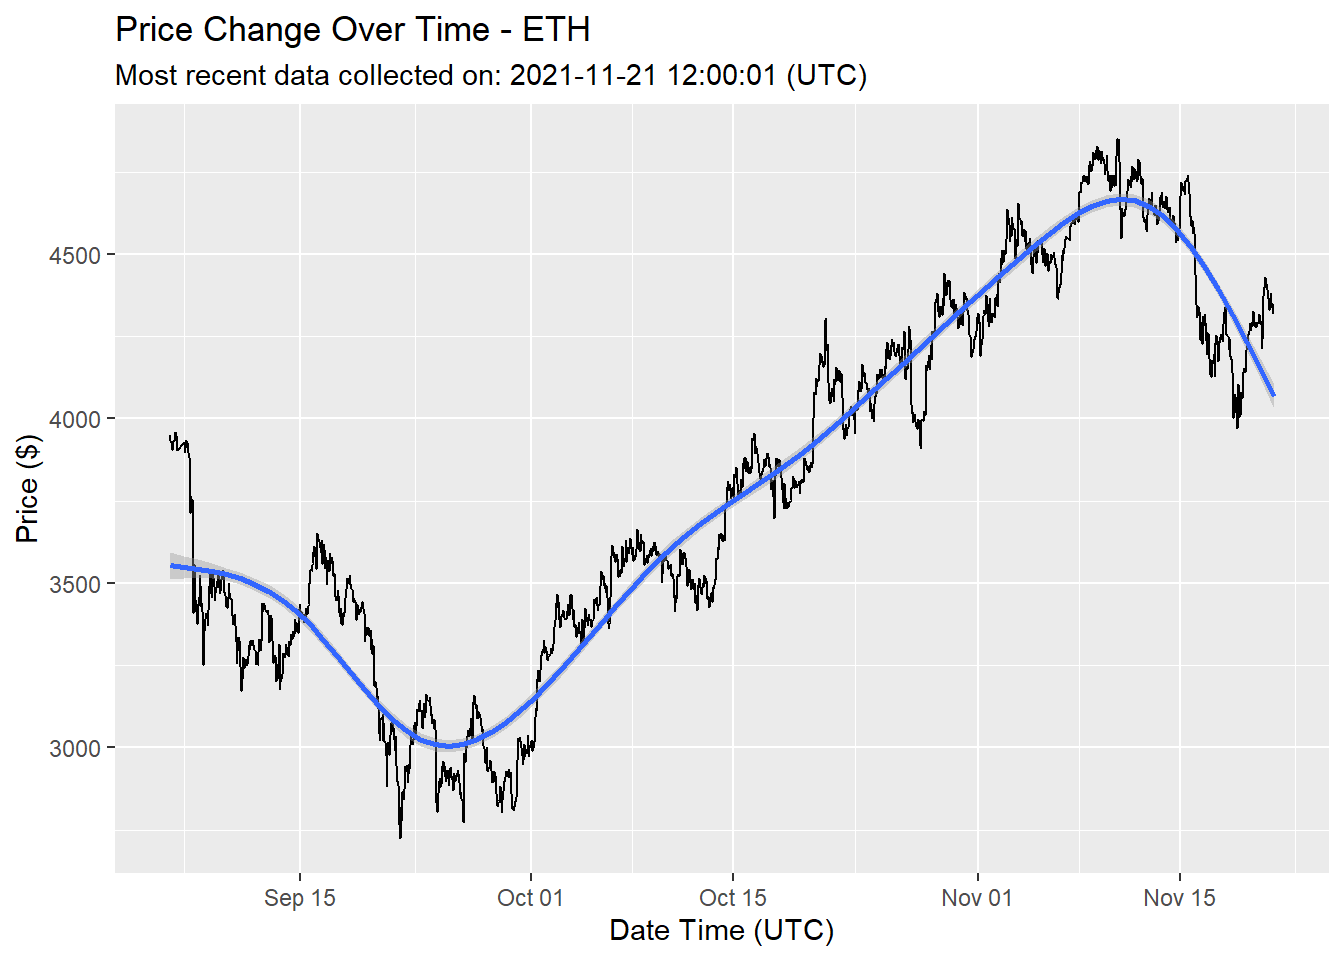 Price Change Over Time - ETH
Most recent data collected on: 2021-11-21 12:00:01 (UTC)
Price ($)
4500
4000
3500
3000
Sep 15
Oct 01
Oct 15
Nov 01
Nov 15
Date Time (UTC)